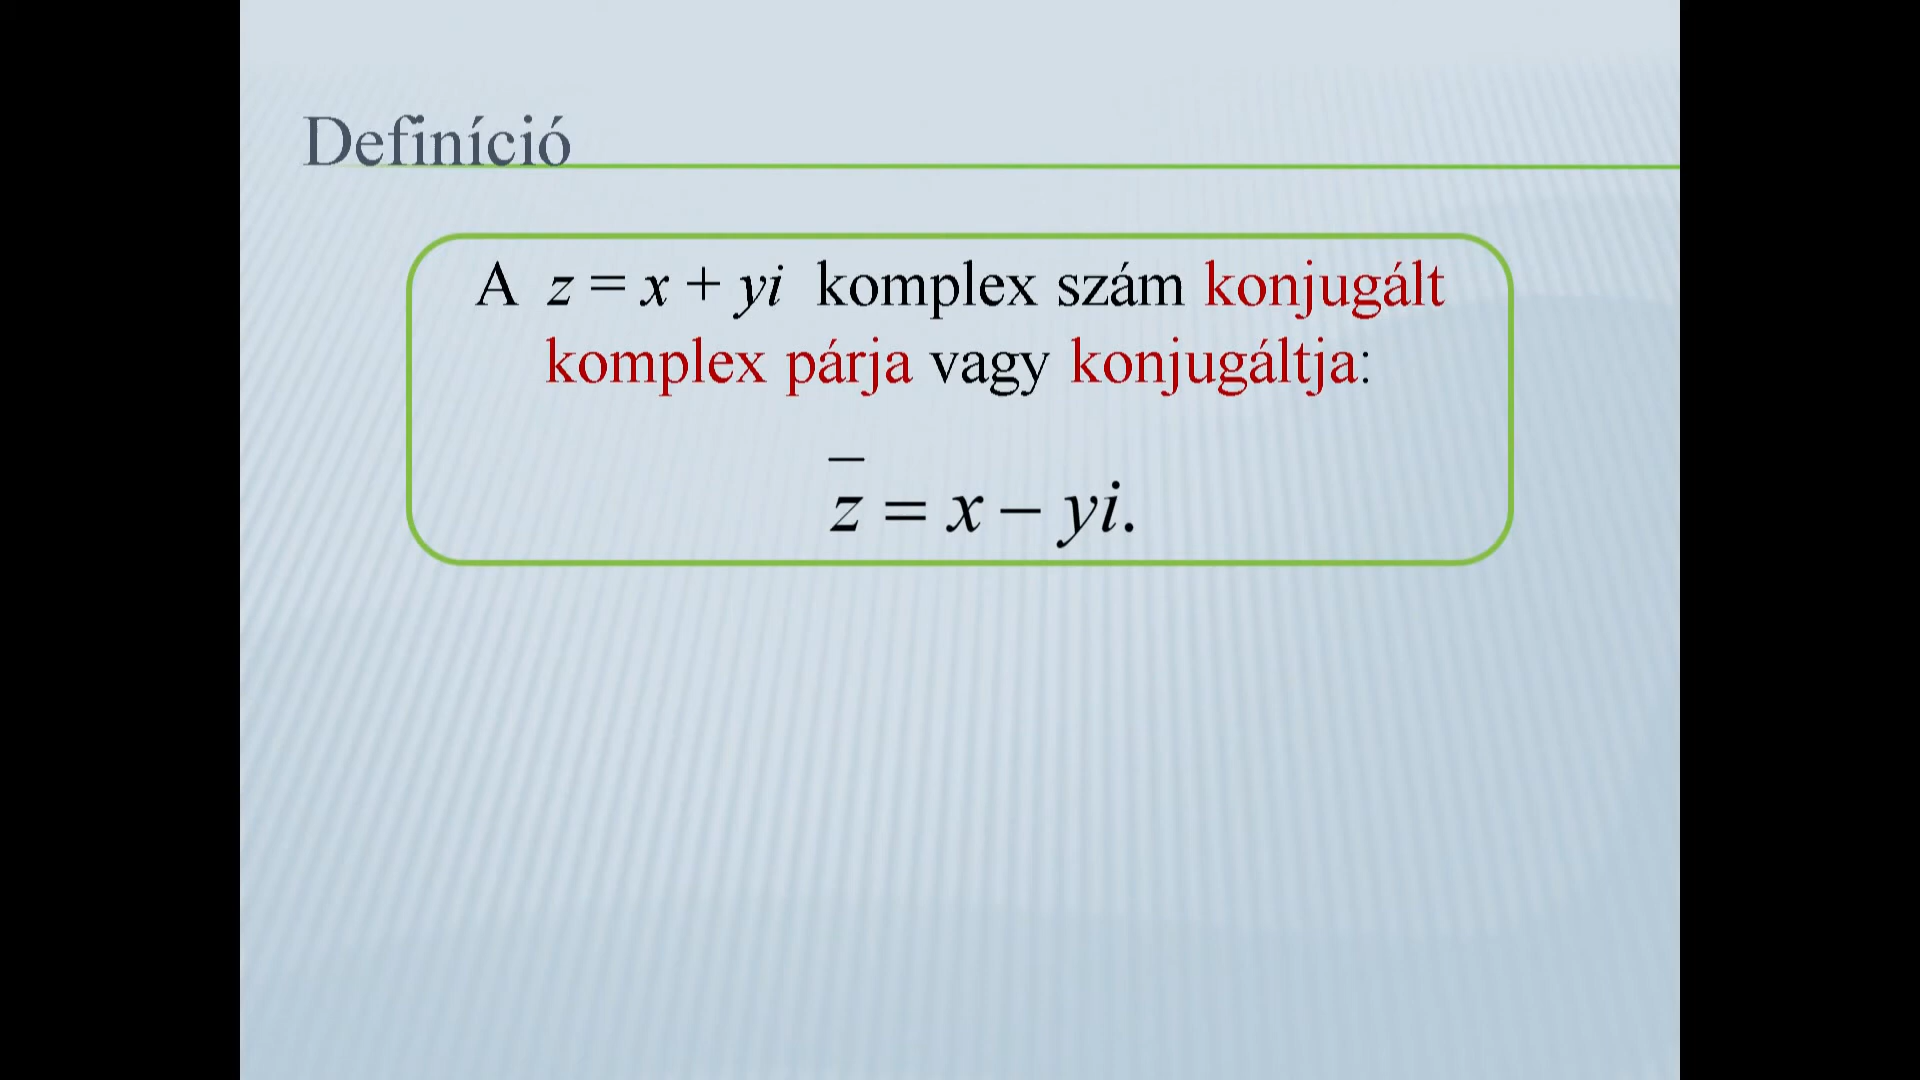 Definíció
A z = x + yi komplex szám konjugált
komplex párja vagy konjugáltja:
z̅ = x − yi.